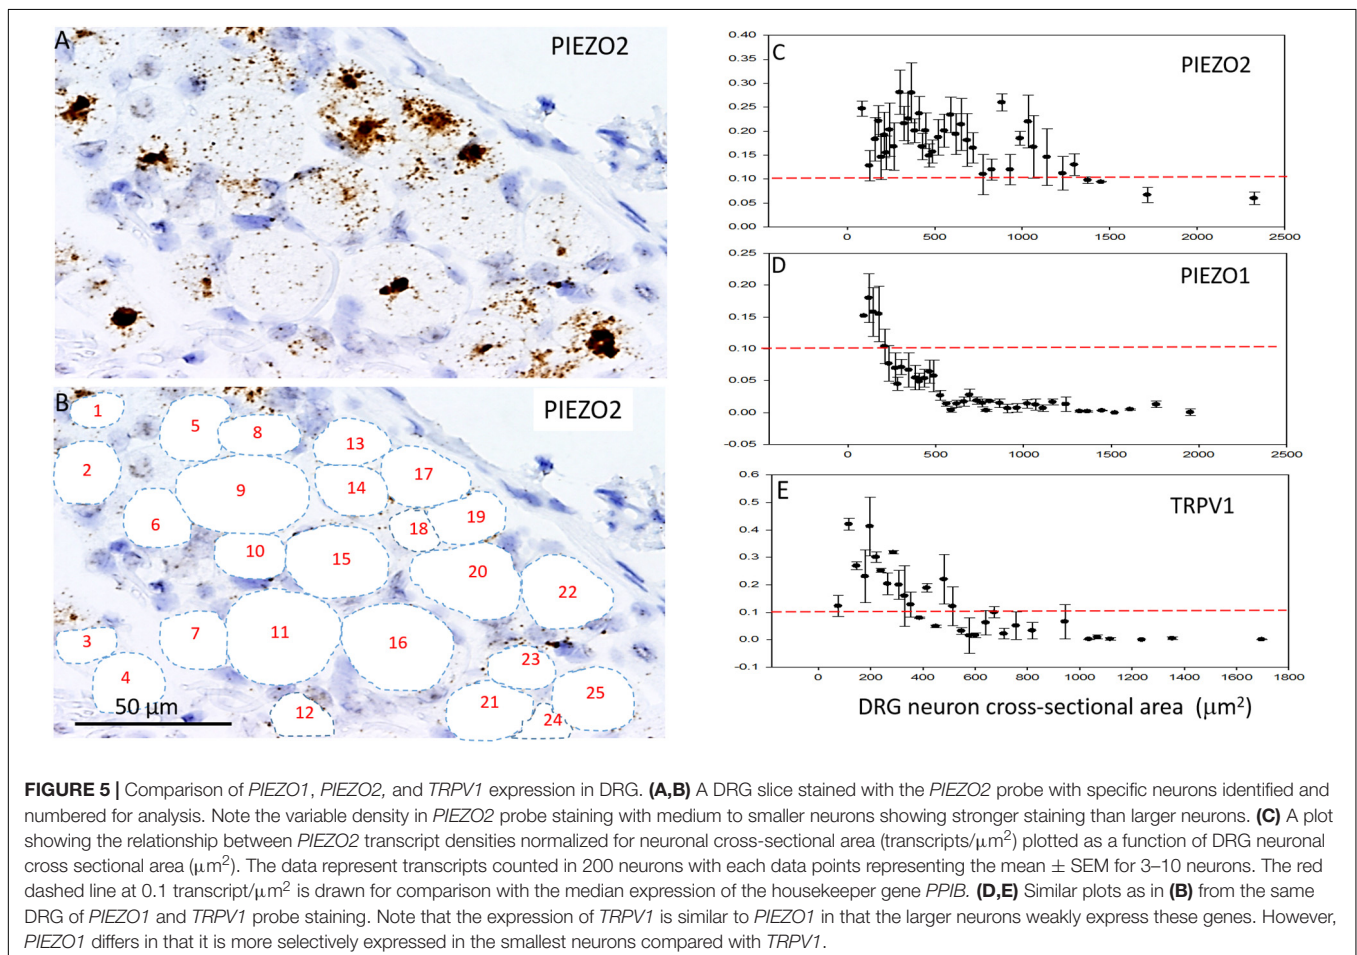 A
PIEZO2
B
PIEZO2
1
2
3
4
5
6
7
8
9
10
11
12
13
14
15
16
17
18
19
20
21
22
23
24
25
50 μm
C
PIEZO2
0.40
0.35
0.30
0.25
0.20
0.15
0.10
0.05
0.00
0 500 1000 1500 2000 2500
D
PIEZO1
0.25
0.20
0.15
0.10
0.05
0.00
-0.05
0 500 1000 1500 2000 2500
E
TRPV1
0.6
0.5
0.4
0.3
0.2
0.1
0.0
-0.1
0 200 400 600 800 1000 1200 1400 1600 1800
DRG neuron cross-sectional area (μm²)
FIGURE 5 | Comparison of PIEZO1, PIEZO2, and TRPV1 expression in DRG. (A,B) A DRG slice stained with the PIEZO2 probe with specific neurons identified and
numbered for analysis. Note the variable density in PIEZO2 probe staining with medium to smaller neurons showing stronger staining than larger neurons. (C) A plot
showing the relationship between PIEZO2 transcript densities normalized for neuronal cross-sectional area (transcripts/μm²) plotted as a function of DRG neuronal
cross sectional area (μm²). The data represent transcripts counted in 200 neurons with each data points representing the mean ± SEM for 3–10 neurons. The red
dashed line at 0.1 transcript/μm² is drawn for comparison with the median expression of the housekeeper gene PPIB. (D,E) Similar plots as in (B) from the same
DRG of PIEZO1 and TRPV1 probe staining. Note that the expression of TRPV1 is similar to PIEZO1 in that the larger neurons weakly express these genes. However,
PIEZO1 differs in that it is more selectively expressed in the smallest neurons compared with TRPV1.